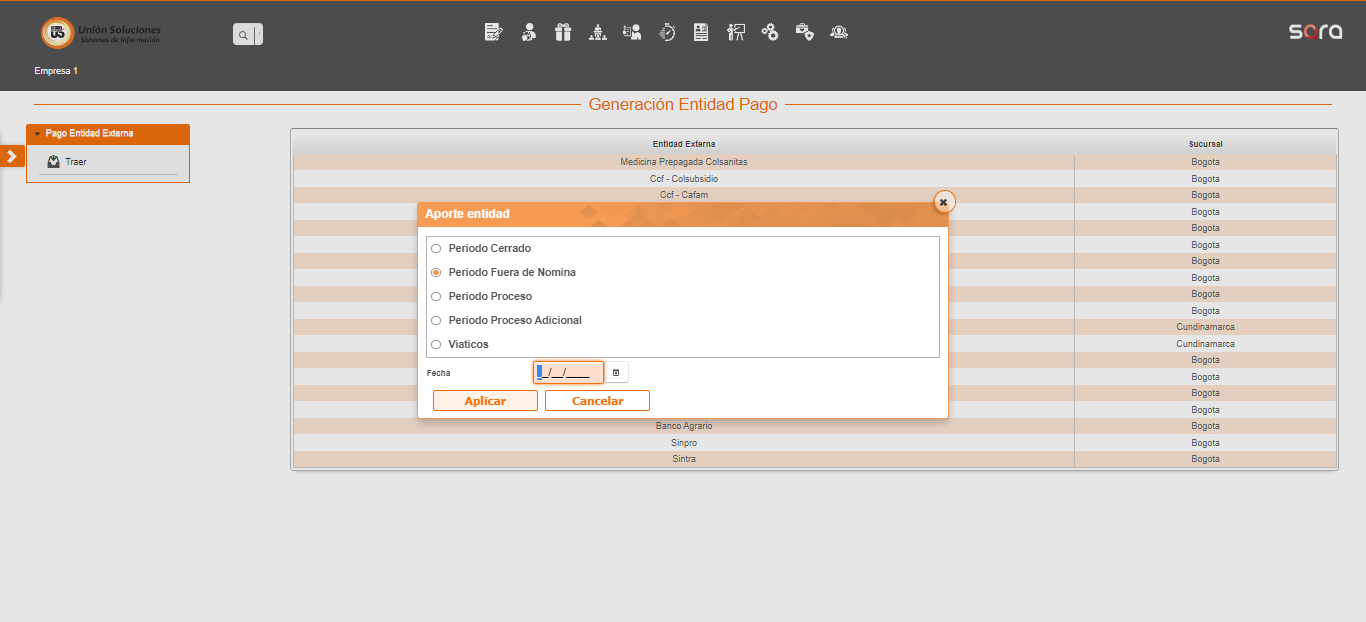 Unión Soluciones
Sistemas de Información
sora
Empresa 1
Generación Entidad Pago
Pago Entidad Externa
Traer
Entidad Externa Sucursal
Medicina Prepagada Colsanitas Bogota
Ccf - Colsubsidio Bogota
Ccf - Cafam Bogota
Bogota
Bogota
Bogota
Bogota
Bogota
Bogota
Bogota
Cundinamarca
Cundinamarca
Bogota
Bogota
Bogota
Bogota
Banco Agrario Bogota
Sinpro Bogota
Sintra Bogota
Aporte entidad
Periodo Cerrado
Periodo Fuera de Nomina
Periodo Proceso
Periodo Proceso Adicional
Viaticos
Fecha __/__/____
Aplicar Cancelar